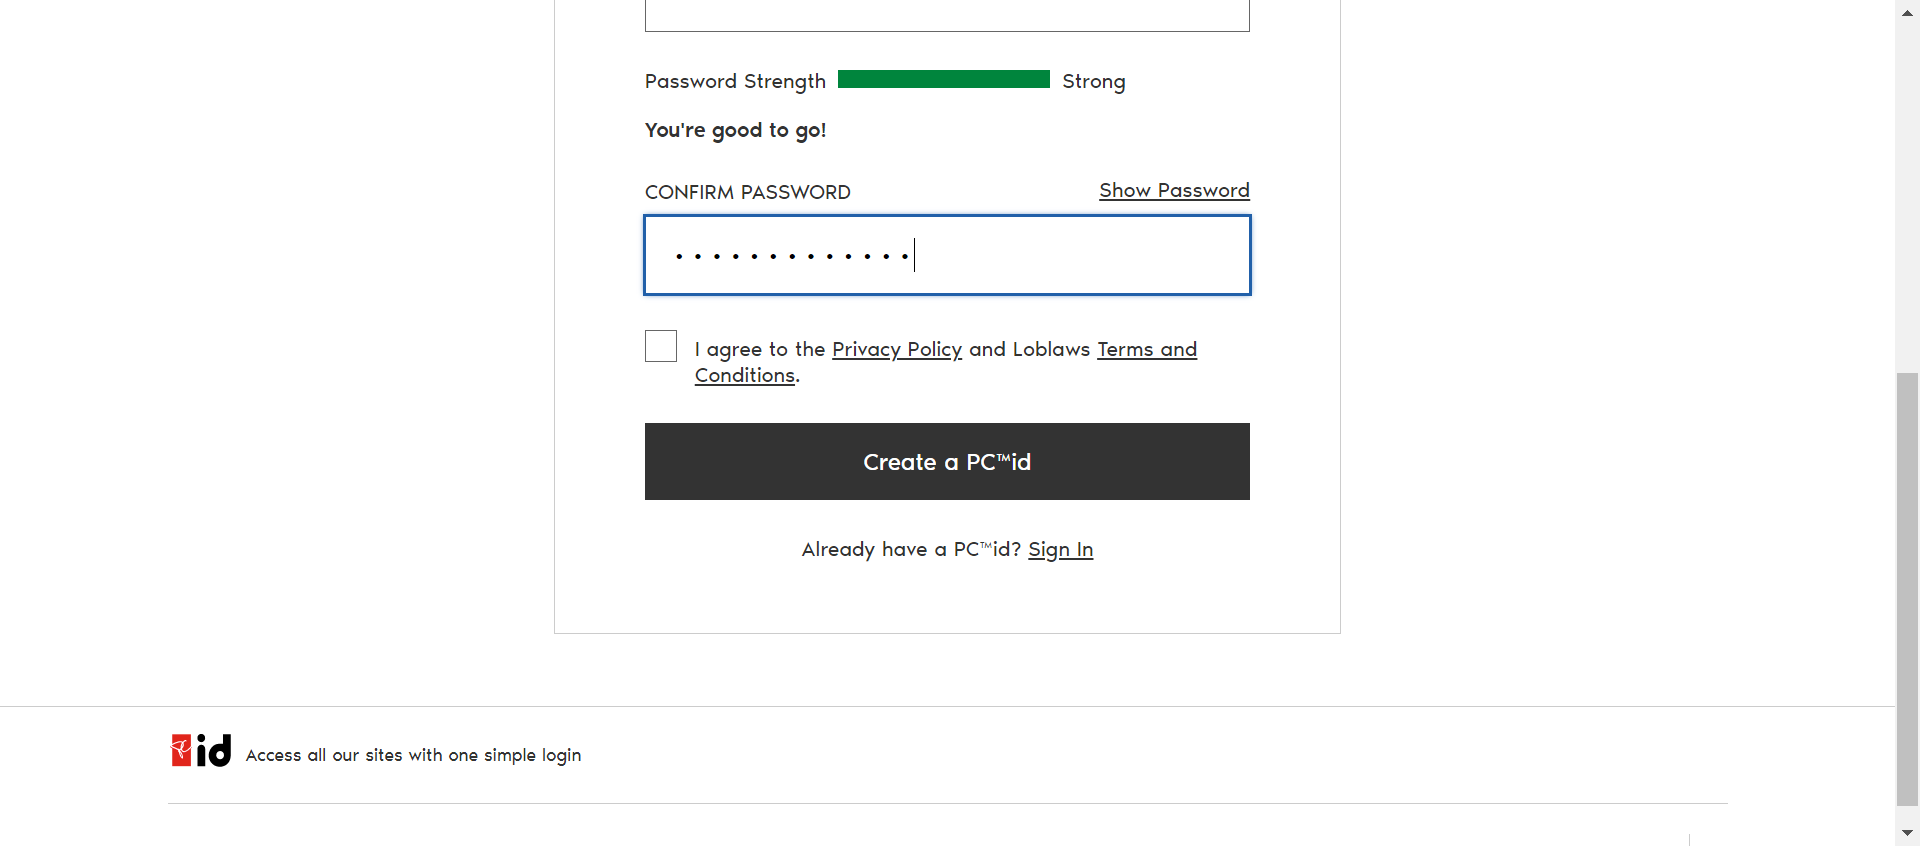 Password Strength Strong
You're good to go!
CONFIRM PASSWORD Show Password
•••••••••••••
I agree to the Privacy Policy and Loblaws Terms and
Conditions.
Create a PC™id
Already have a PC™id? Sign In
id Access all our sites with one simple login